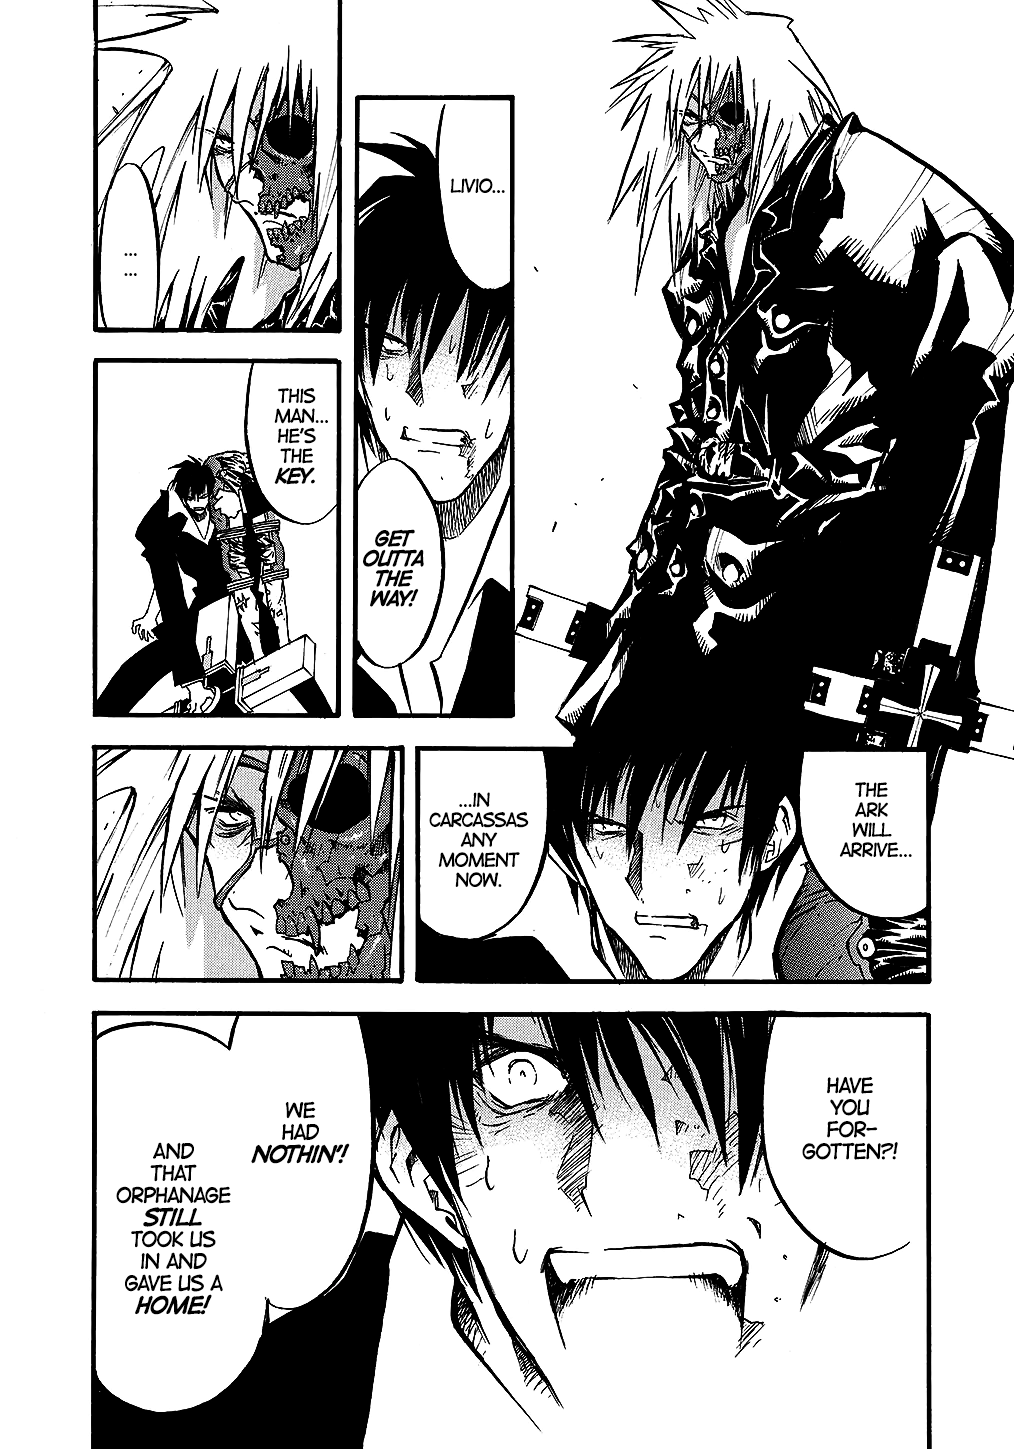 LIVIO...
GET
OUTTA
THE
WAY!
...
...
THIS
MAN...
HE'S
THE
KEY.
THE
ARK
WILL
ARRIVE...
...IN
CARCASSAS
ANY
MOMENT
NOW.
HAVE
YOU
FOR-
GOTTEN?!
WE
HAD
NOTHIN'!
AND
THAT
ORPHANAGE
STILL
TOOK US
IN AND
GAVE US A
HOME!